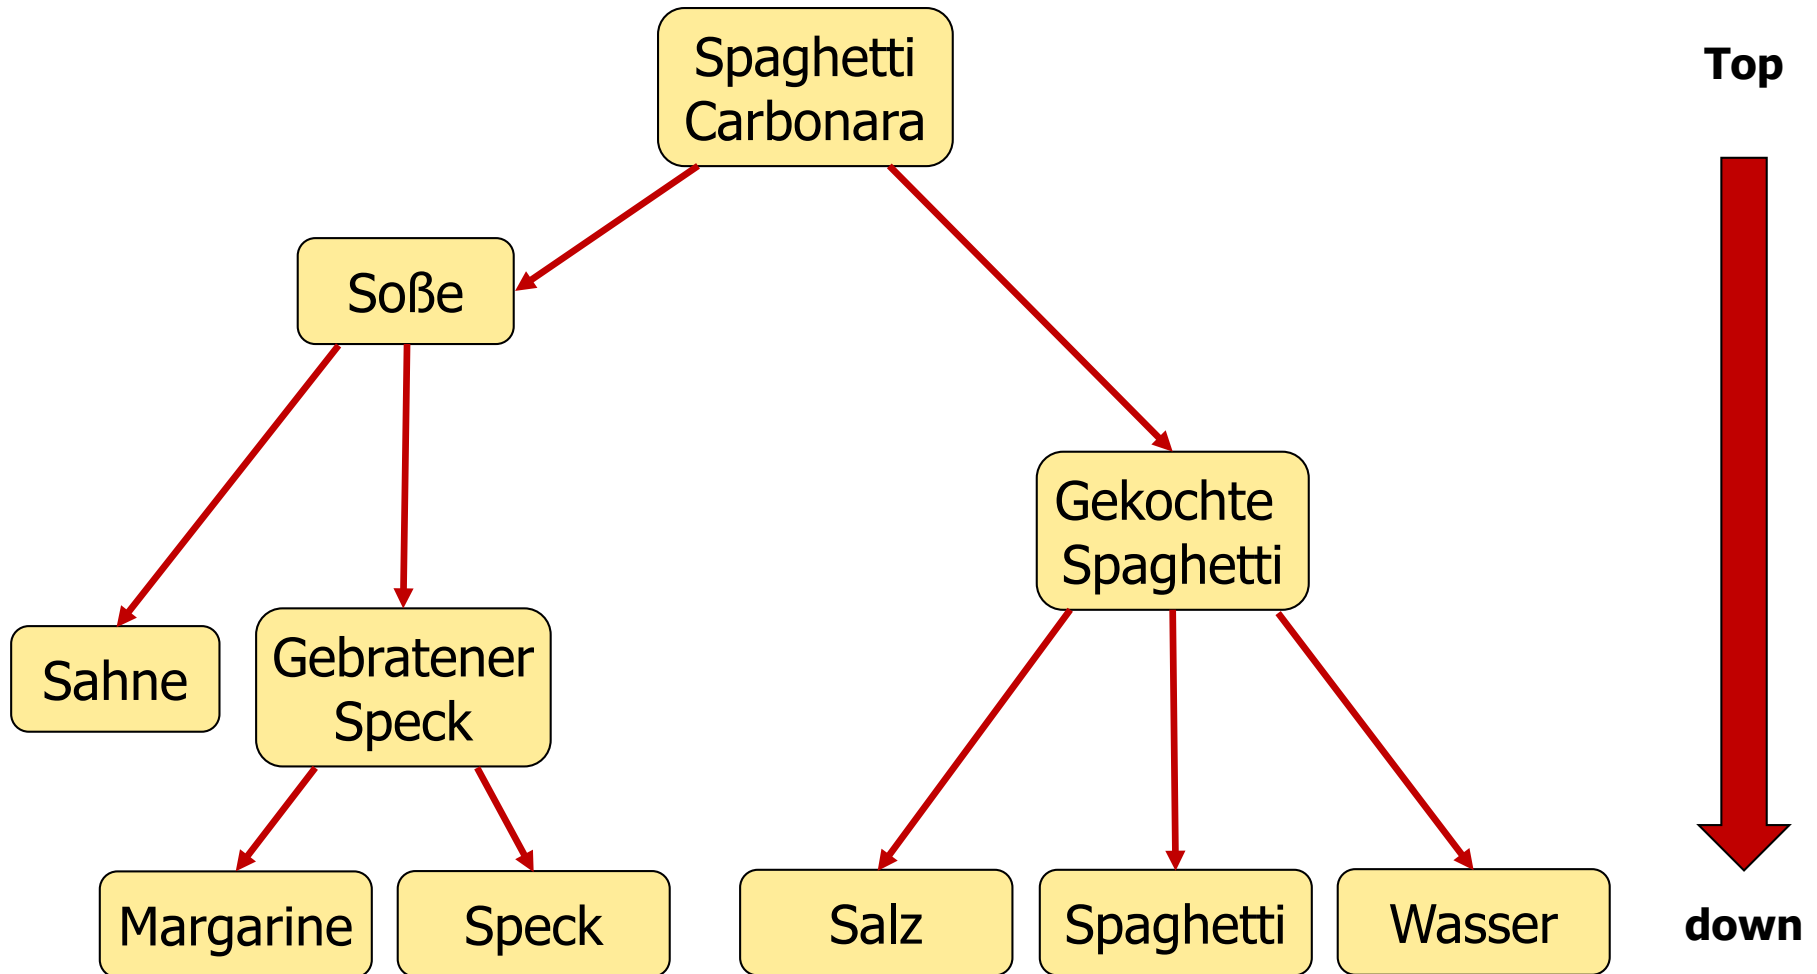 Spaghetti
Carbonara
Top
Soße
Gekochte
Spaghetti
Sahne
Gebratener
Speck
Margarine
Speck
Salz
Spaghetti
Wasser
down